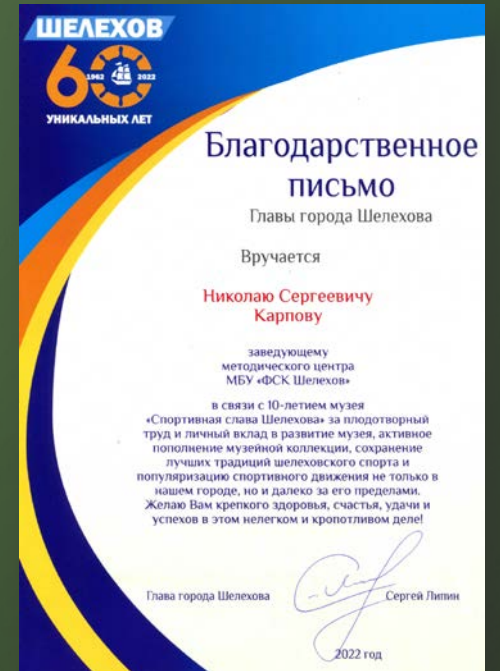 ШЕЛЕХОВ
60
1962 2022
УНИКАЛЬНЫХ ЛЕТ
Благодарственное
письмо
Главы города Шелехова
Вручается
Николаю Сергеевичу
Карпову
заведующему
методического центра
МБУ «ФСК Шелехов»
в связи с 10-летием музея
«Спортивная слава Шелехова» за плодотворный
труд и личный вклад в развитие музея, активное
пополнение музейной коллекции, сохранение
лучших традиций шелеховского спорта и
популяризацию спортивного движения не только в
нашем городе, но и далеко за его пределами.
Желаю Вам крепкого здоровья, счастья, удачи и
успехов в этом нелегком и кропотливом деле!
Глава города Шелехова Сергей Липин
2022 год